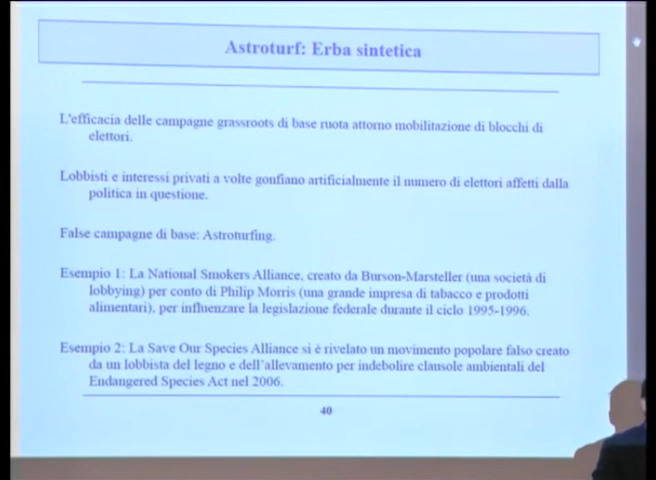 Astroturf: Erba sintetica
L'efficacia delle campagne grassroots di base ruota attorno mobilitazione di blocchi di
elettori.
Lobbisti e interessi privati a volte gonfiano artificialmente il numero di elettori affetti dalla
politica in questione.
False campagne di base: Astroturfing.
Esempio 1: La National Smokers Alliance, creato da Burson-Marsteller (una società di
lobbying) per conto di Philip Morris (una grande impresa di tabacco e prodotti
alimentari), per influenzare la legislazione federale durante il ciclo 1995-1996.
Esempio 2: La Save Our Species Alliance si è rivelato un movimento popolare falso creato
da un lobbista del legno e dell'allevamento per indebolire clausole ambientali del
Endangered Species Act nel 2006.
40